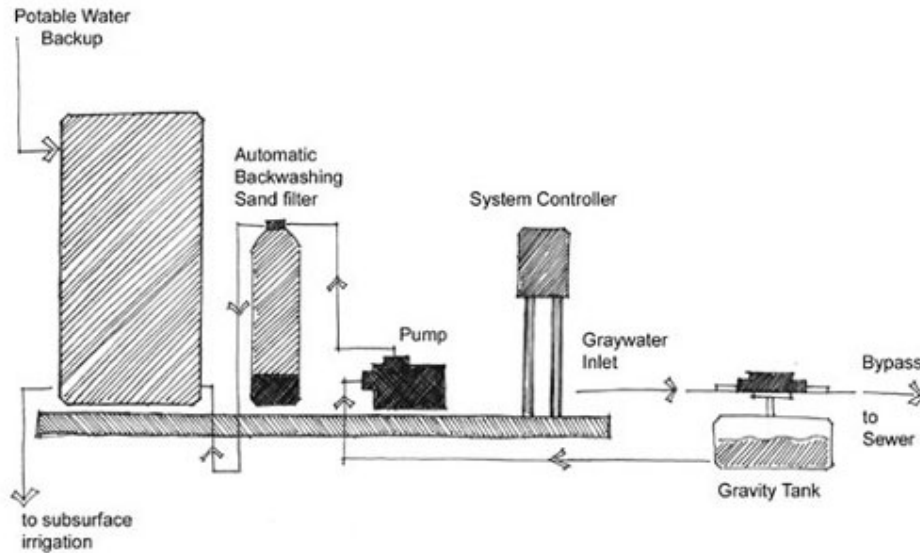 Potable Water
Backup
Automatic
Backwashing
Sand filter
System Controller
Pump
Graywater
Inlet
Bypass
to
Sewer
Gravity Tank
to subsurface
irrigation